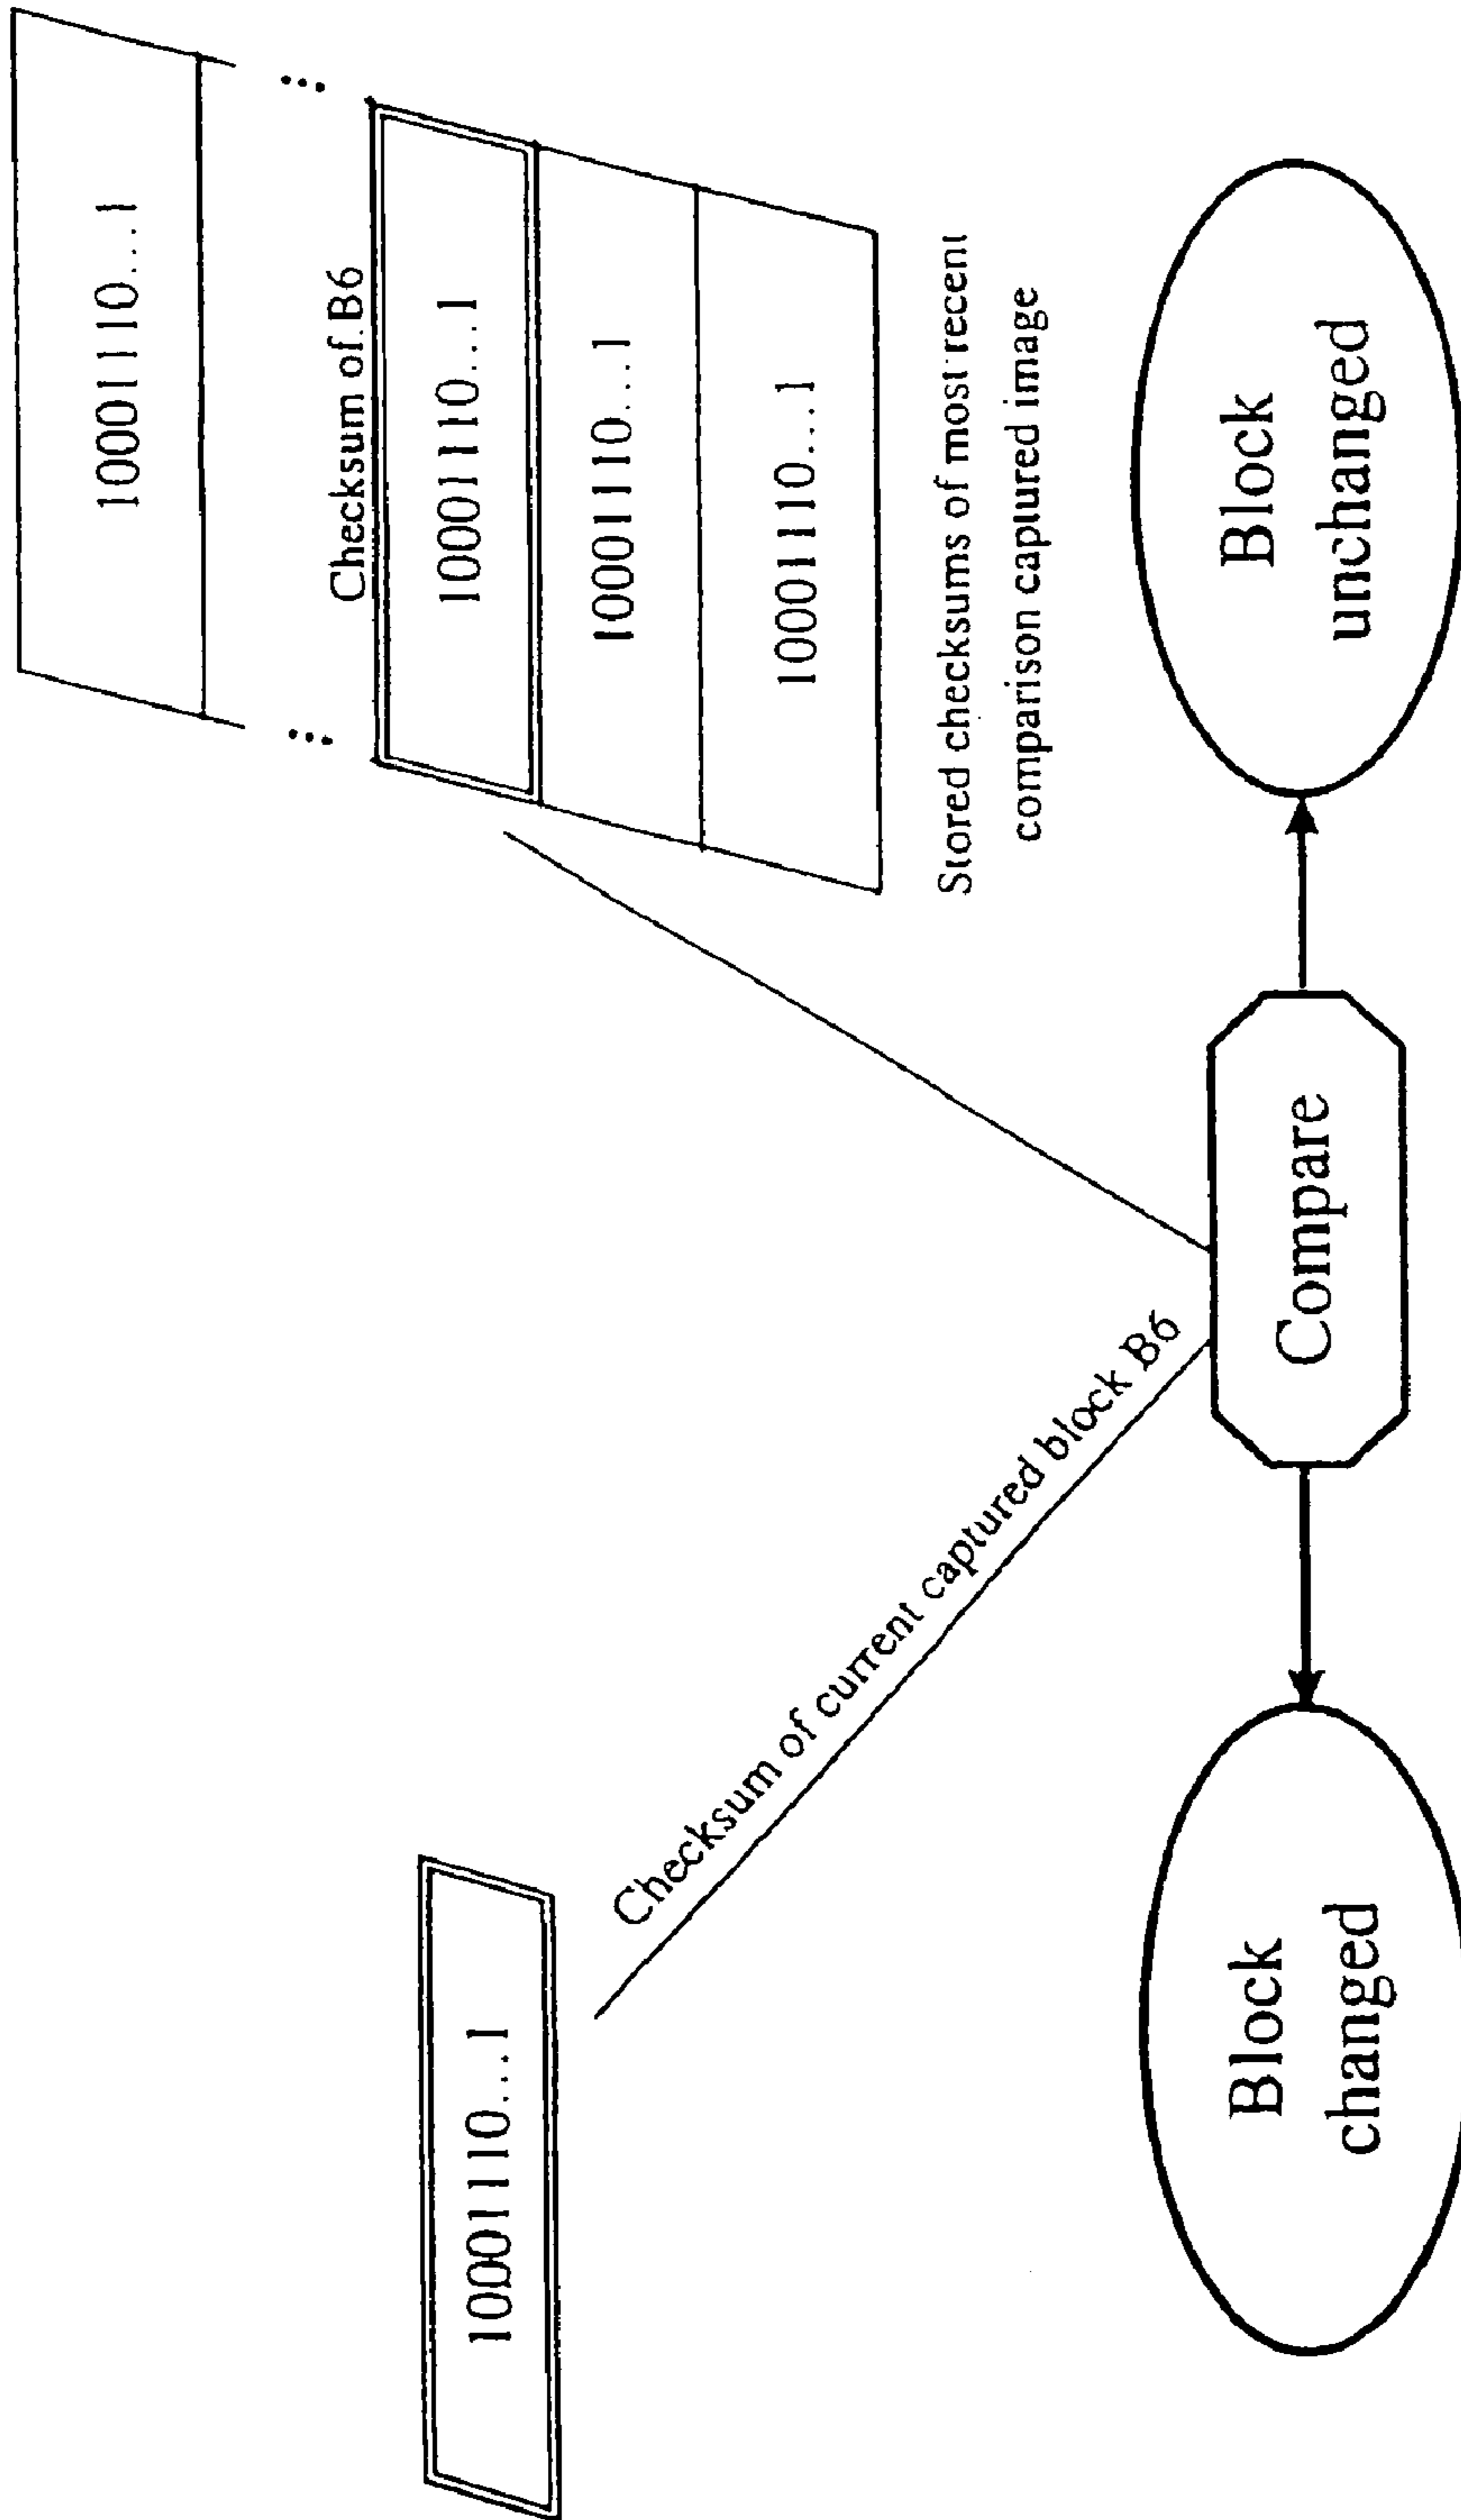 10001110...1
Checksum of B6
10001110...1
10001110...1
10001110...1
Stored checksums of most recent
comparison captured image
10001110...1
Checksum of current captured block B6
Compare
Block
changed
Block
unchanged